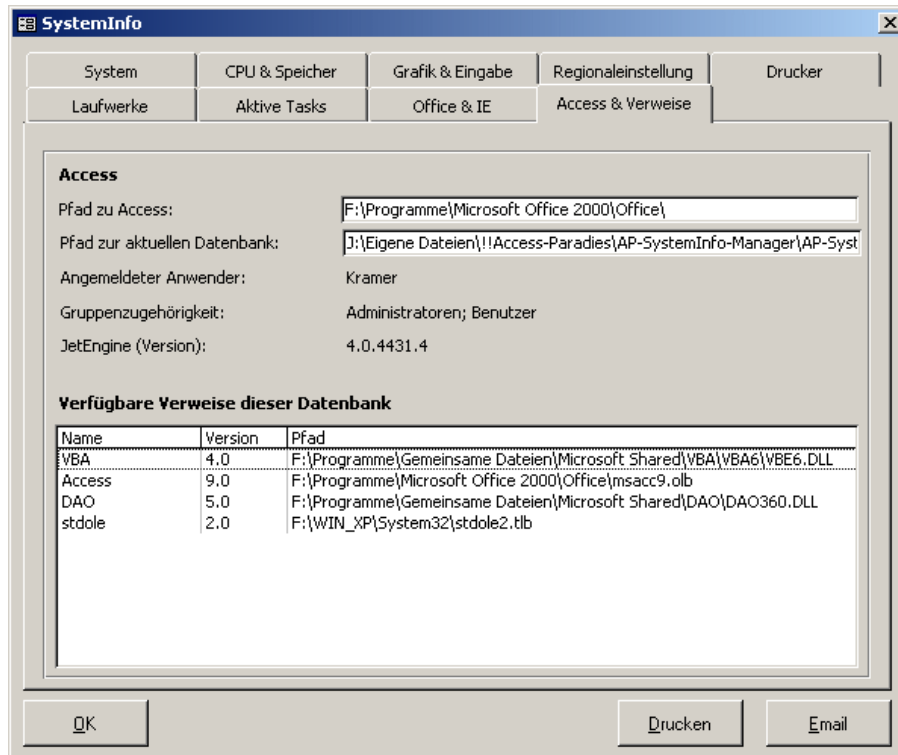 SystemInfo
System CPU & Speicher Grafik & Eingabe Regionaleinstellung Drucker
Laufwerke Aktive Tasks Office & IE Access & Verweise
Access
Pfad zu Access: F:\Programme\Microsoft Office 2000\Office\
Pfad zur aktuellen Datenbank: J:\Eigene Dateien\!!Access-Paradies\AP-SystemInfo-Manager\AP-Syst
Angemeldeter Anwender: Kramer
Gruppenzugehörigkeit: Administratoren; Benutzer
JetEngine (Version): 4.0.4431.4
Verfügbare Verweise dieser Datenbank
Name Version Pfad
VBA 4.0 F:\Programme\Gemeinsame Dateien\Microsoft Shared\VBA\VBA6\VBE6.DLL
Access 9.0 F:\Programme\Microsoft Office 2000\Office\msacc9.olb
DAO 5.0 F:\Programme\Gemeinsame Dateien\Microsoft Shared\DAO\DAO360.DLL
stdole 2.0 F:\WIN_XP\System32\stdole2.tlb
OK Drucken Email